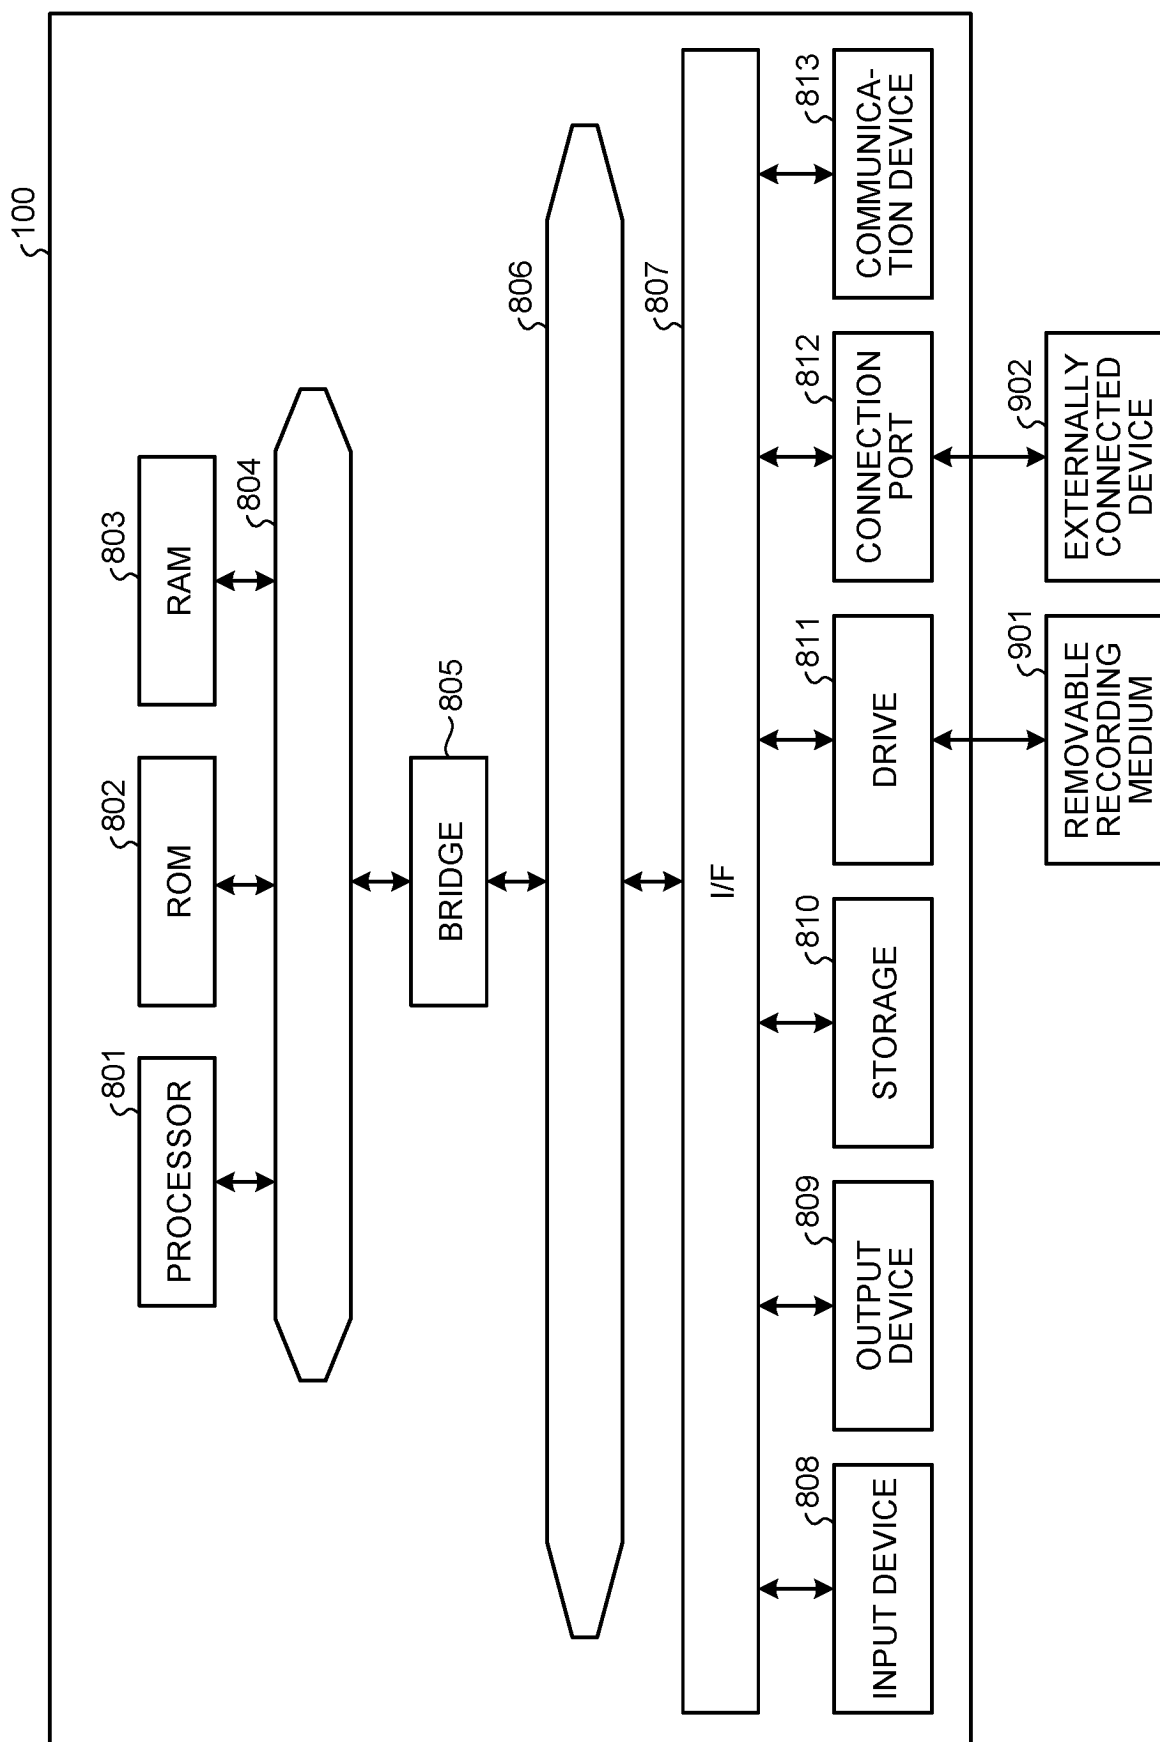 100
801
PROCESSOR
802
ROM
803
RAM
804
805
BRIDGE
806
807
I/F
808
INPUT DEVICE
809
OUTPUT
DEVICE
810
STORAGE
811
DRIVE
812
CONNECTION
PORT
813
COMMUNICA-
TION DEVICE
901
REMOVABLE
RECORDING
MEDIUM
902
EXTERNALLY
CONNECTED
DEVICE